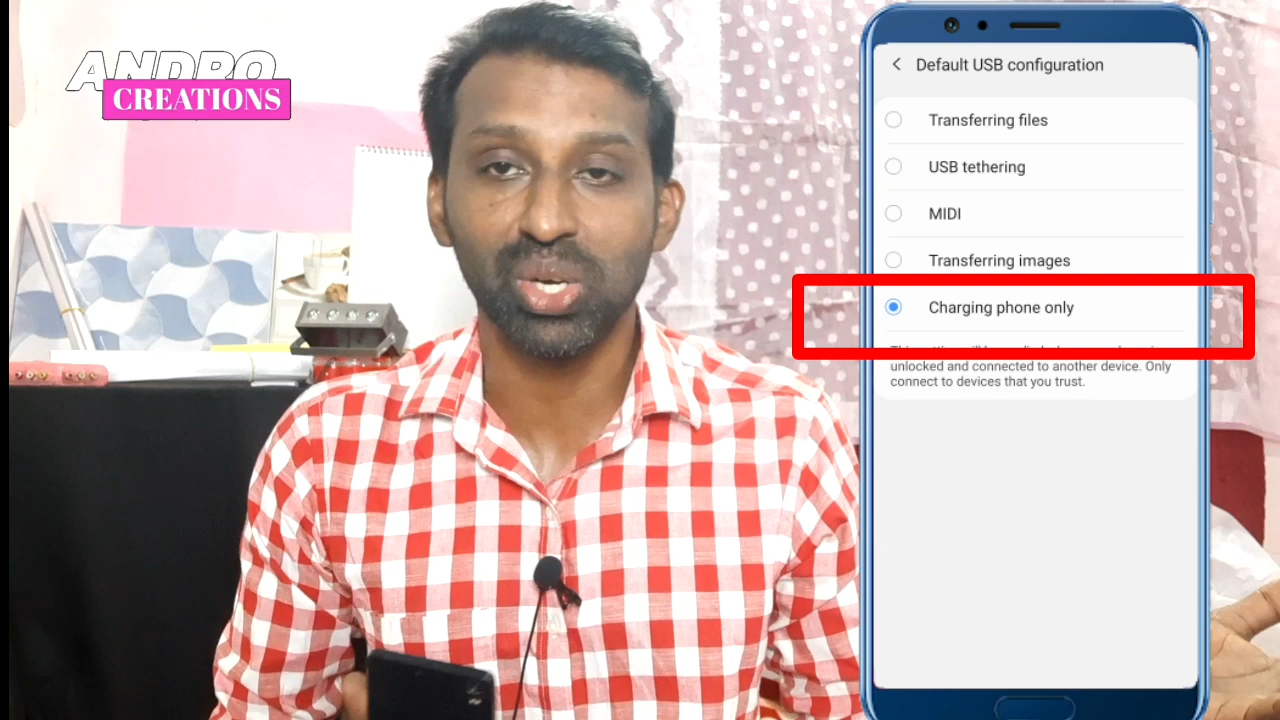 ANDRO
CREATIONS
Default USB configuration
Transferring files
USB tethering
MIDI
Transferring images
Charging phone only
unlocked and connected to another device. Only
connect to devices that you trust.